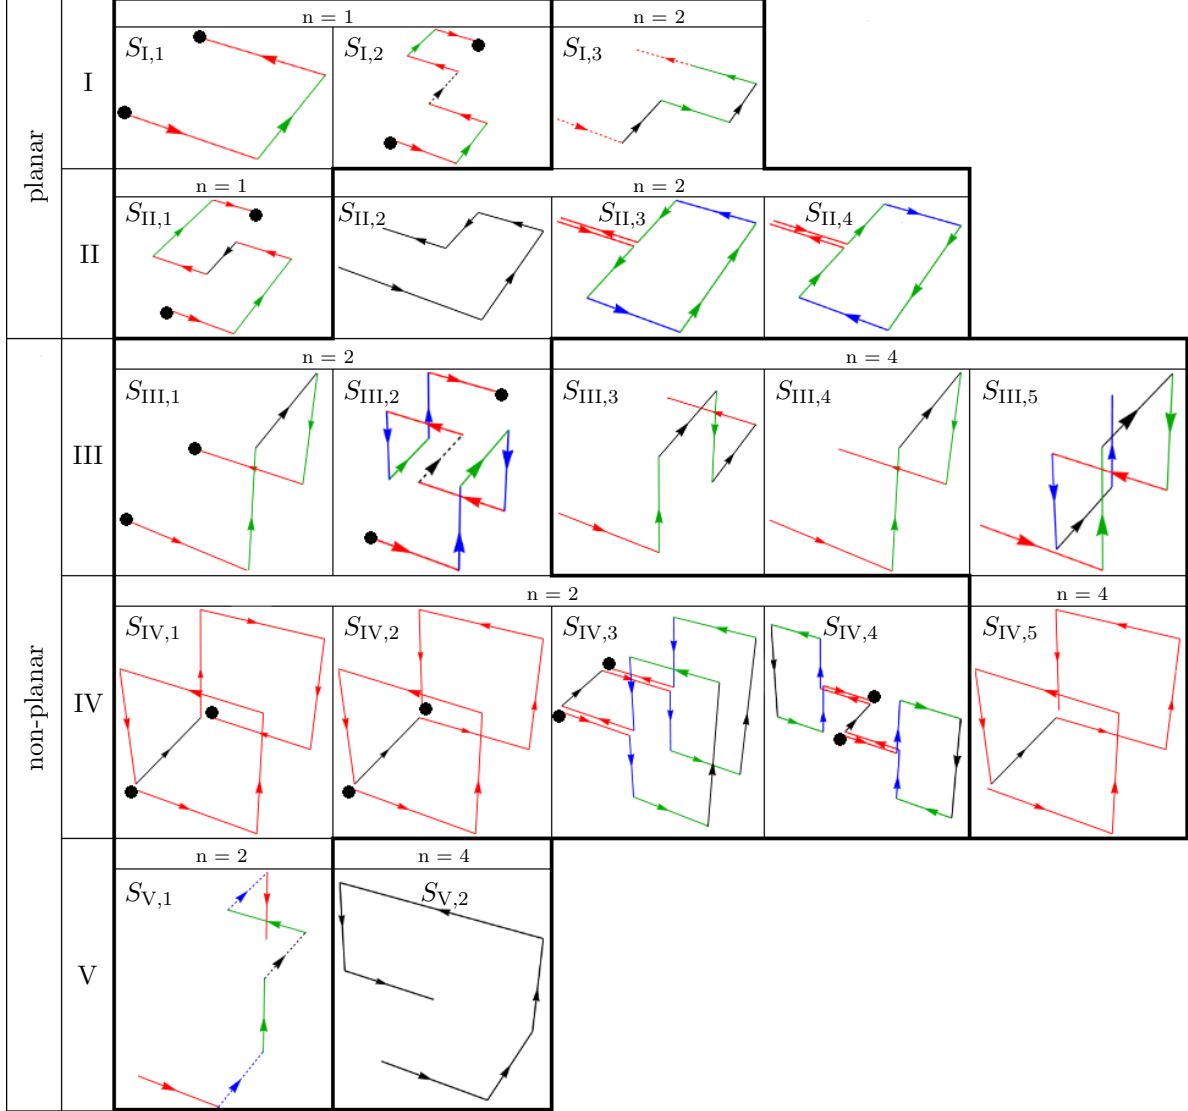 n = 1 n = 2
planar
I
S_I,1 S_I,2 S_I,3
n = 1 n = 2
II
S_II,1 S_II,2 S_II,3 S_II,4
n = 2 n = 4
non-planar
III
S_III,1 S_III,2 S_III,3 S_III,4 S_III,5
n = 2 n = 4
IV
S_IV,1 S_IV,2 S_IV,3 S_IV,4 S_IV,5
n = 2 n = 4
V
S_V,1 S_V,2